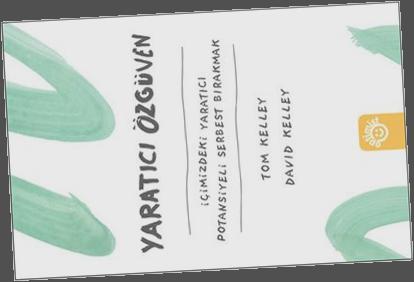 YARATICI ÖZGÜVEN
İÇİMİZDEKİ YARATICI
POTANSİYELİ SERBEST BIRAKMAK
TOM KELLEY
DAVID KELLEY